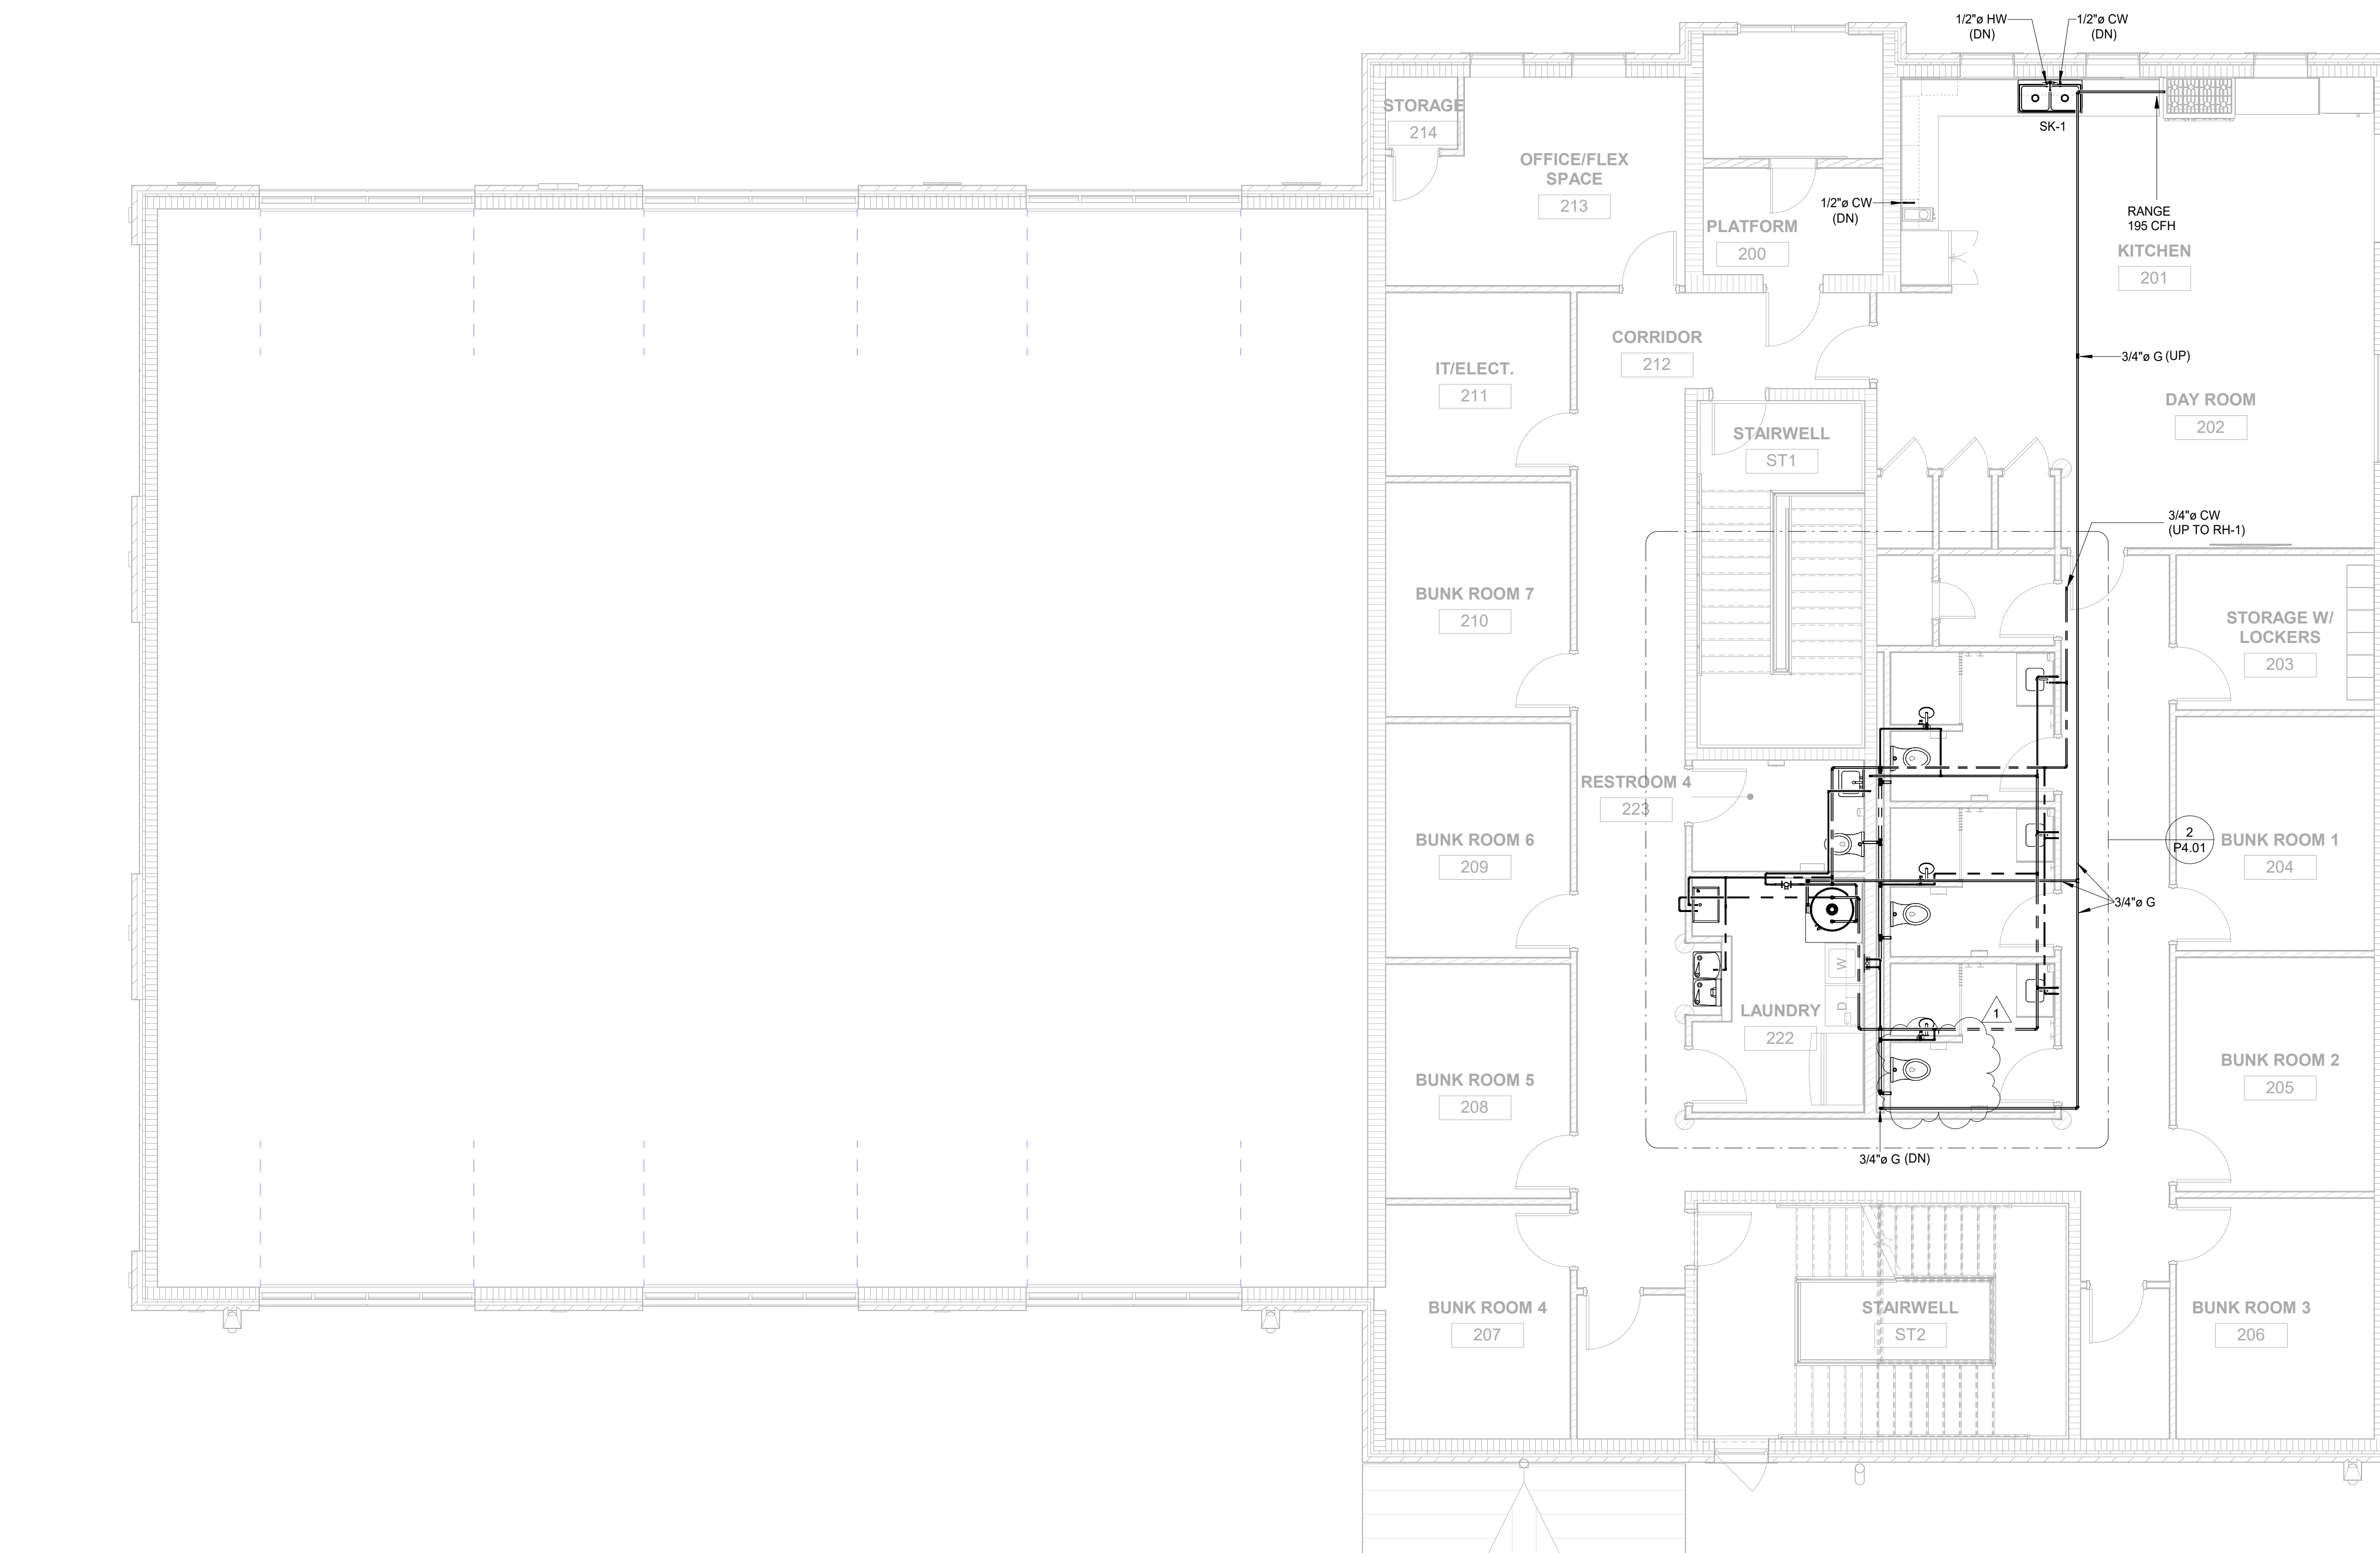 1/2"ø HW
(DN)
1/2"ø CW
(DN)
SK-1
STORAGE
214
OFFICE/FLEX
SPACE
213
1/2"ø CW
(DN)
PLATFORM
200
RANGE
195 CFH
KITCHEN
201
CORRIDOR
212
3/4"ø G (UP)
IT/ELECT.
211
DAY ROOM
202
STAIRWELL
ST1
3/4"ø CW
(UP TO RH-1)
BUNK ROOM 7
210
STORAGE W/
LOCKERS
203
RESTROOM 4
223
BUNK ROOM 6
209
2
P4.01
BUNK ROOM 1
204
3/4"ø G
W
D
LAUNDRY
222
1
BUNK ROOM 5
208
BUNK ROOM 2
205
3/4"ø G (DN)
BUNK ROOM 4
207
STAIRWELL
ST2
BUNK ROOM 3
206